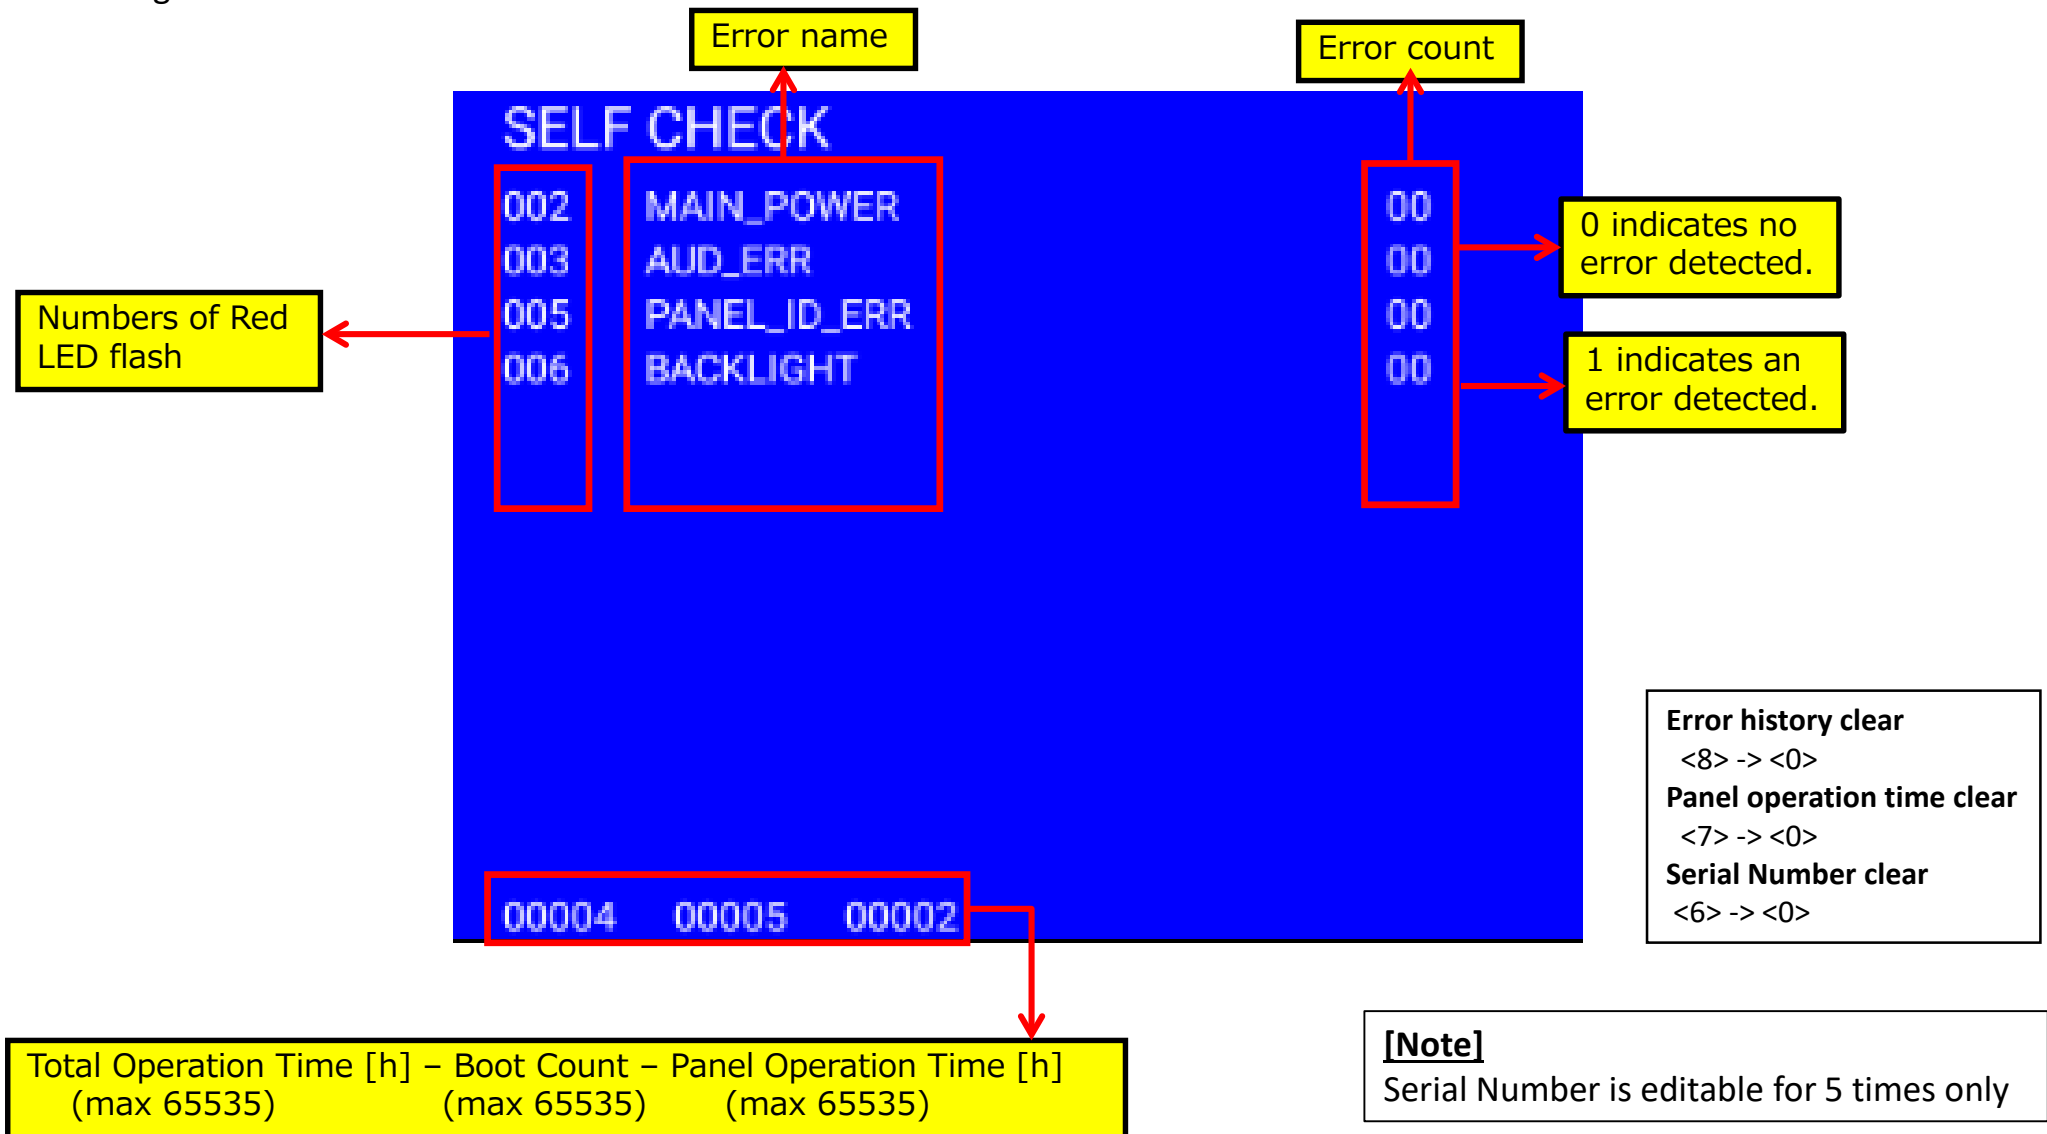 Error name
Error count
SELF CHECK
002 MAIN_POWER 00
003 AUD_ERR 00
005 PANEL_ID_ERR 00
006 BACKLIGHT 00
0 indicates no
error detected.
Numbers of Red
LED flash
1 indicates an
error detected.
Error history clear
<8> -> <0>
Panel operation time clear
<7> -> <0>
Serial Number clear
<6> -> <0>
00004 00005 00002
Total Operation Time [h] – Boot Count – Panel Operation Time [h]
(max 65535) (max 65535) (max 65535)
[Note]
Serial Number is editable for 5 times only